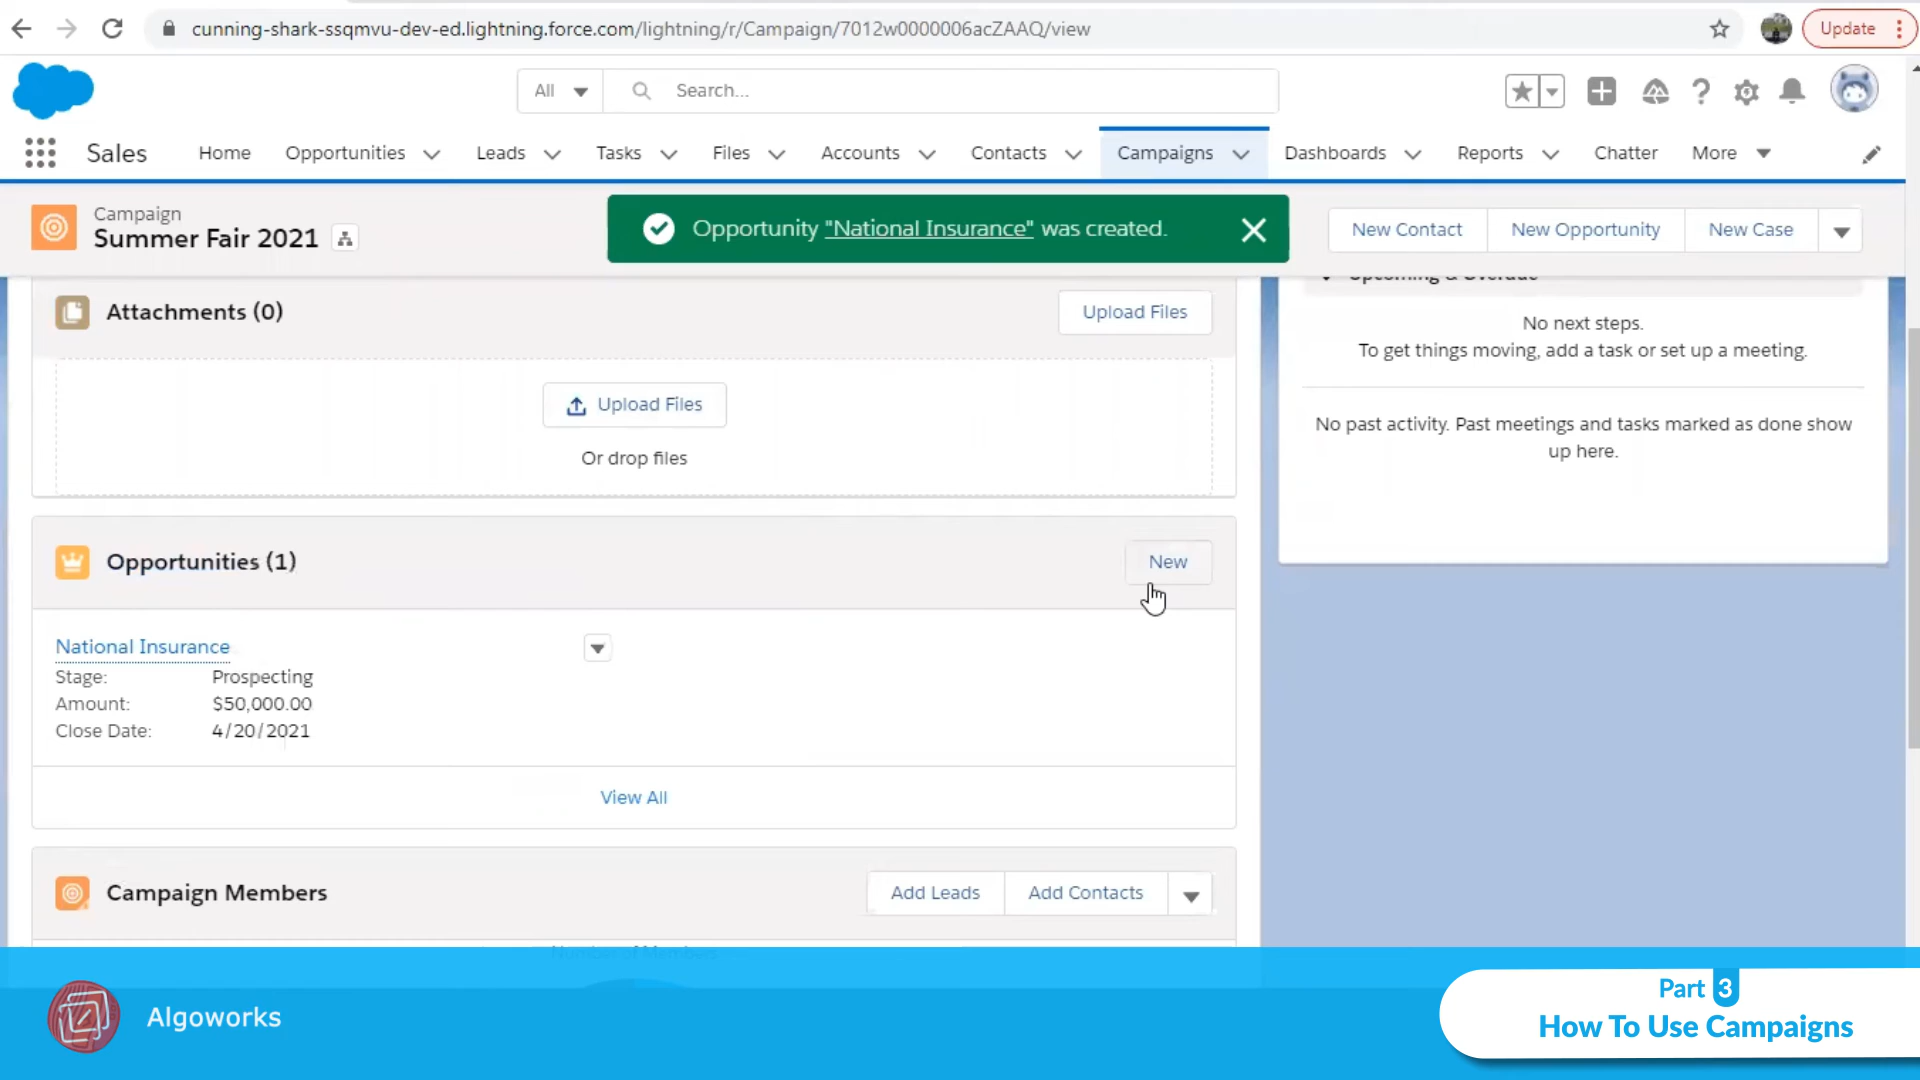 cunning-shark-ssqmvu-dev-ed.lightning.force.com/lightning/r/Campaign/7012w0000006acZAAQ/view
Update
All
Search...
Sales
Home
Opportunities
Leads
Tasks
Files
Accounts
Contacts
Campaigns
Dashboards
Reports
Chatter
More
Campaign
Summer Fair 2021
Opportunity "National Insurance" was created.
New Contact
New Opportunity
New Case
Upcoming & Overdue
Attachments (0)
Upload Files
No next steps.
To get things moving, add a task or set up a meeting.
Upload Files
Or drop files
No past activity. Past meetings and tasks marked as done show
up here.
Opportunities (1)
New
National Insurance
Stage: Prospecting
Amount: $50,000.00
Close Date: 4/20/2021
View All
Campaign Members
Add Leads
Add Contacts
Number of Members
Algoworks
Part 3
How To Use Campaigns